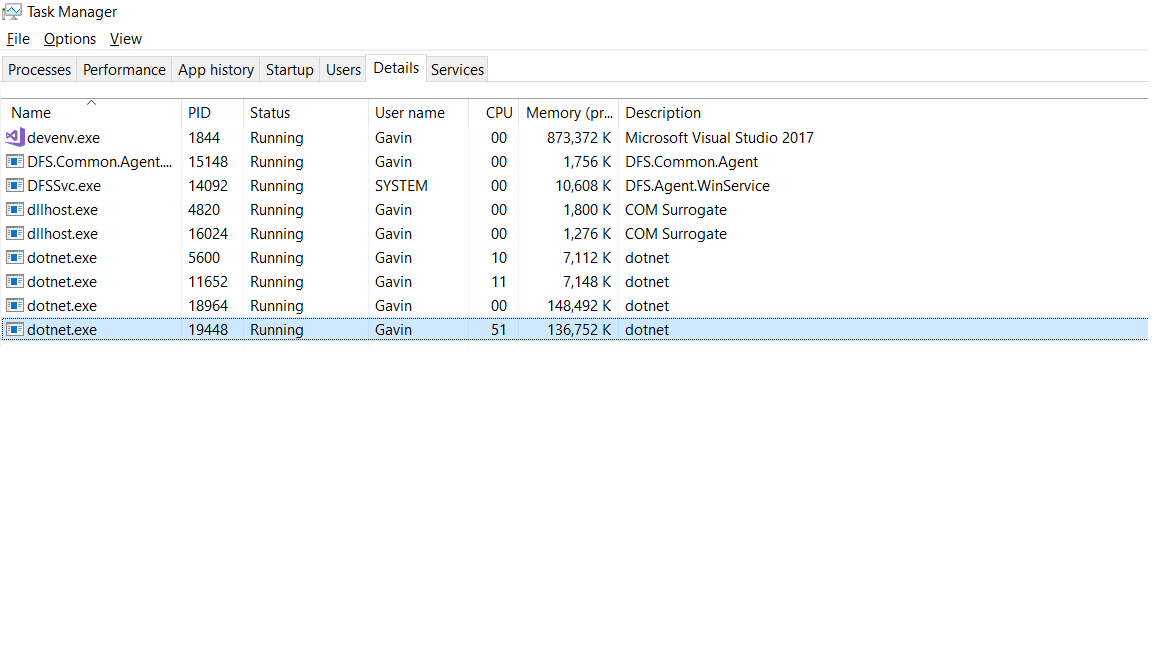 Task Manager
File Options View
Processes Performance App history Startup Users Details Services
Name PID Status User name CPU Memory (pr... Description
devenv.exe 1844 Running Gavin 00 873,372 K Microsoft Visual Studio 2017
DFS.Common.Agent.... 15148 Running Gavin 00 1,756 K DFS.Common.Agent
DFSSvc.exe 14092 Running SYSTEM 00 10,608 K DFS.Agent.WinService
dllhost.exe 4820 Running Gavin 00 1,800 K COM Surrogate
dllhost.exe 16024 Running Gavin 00 1,276 K COM Surrogate
dotnet.exe 5600 Running Gavin 10 7,112 K dotnet
dotnet.exe 11652 Running Gavin 11 7,148 K dotnet
dotnet.exe 18964 Running Gavin 00 148,492 K dotnet
dotnet.exe 19448 Running Gavin 51 136,752 K dotnet